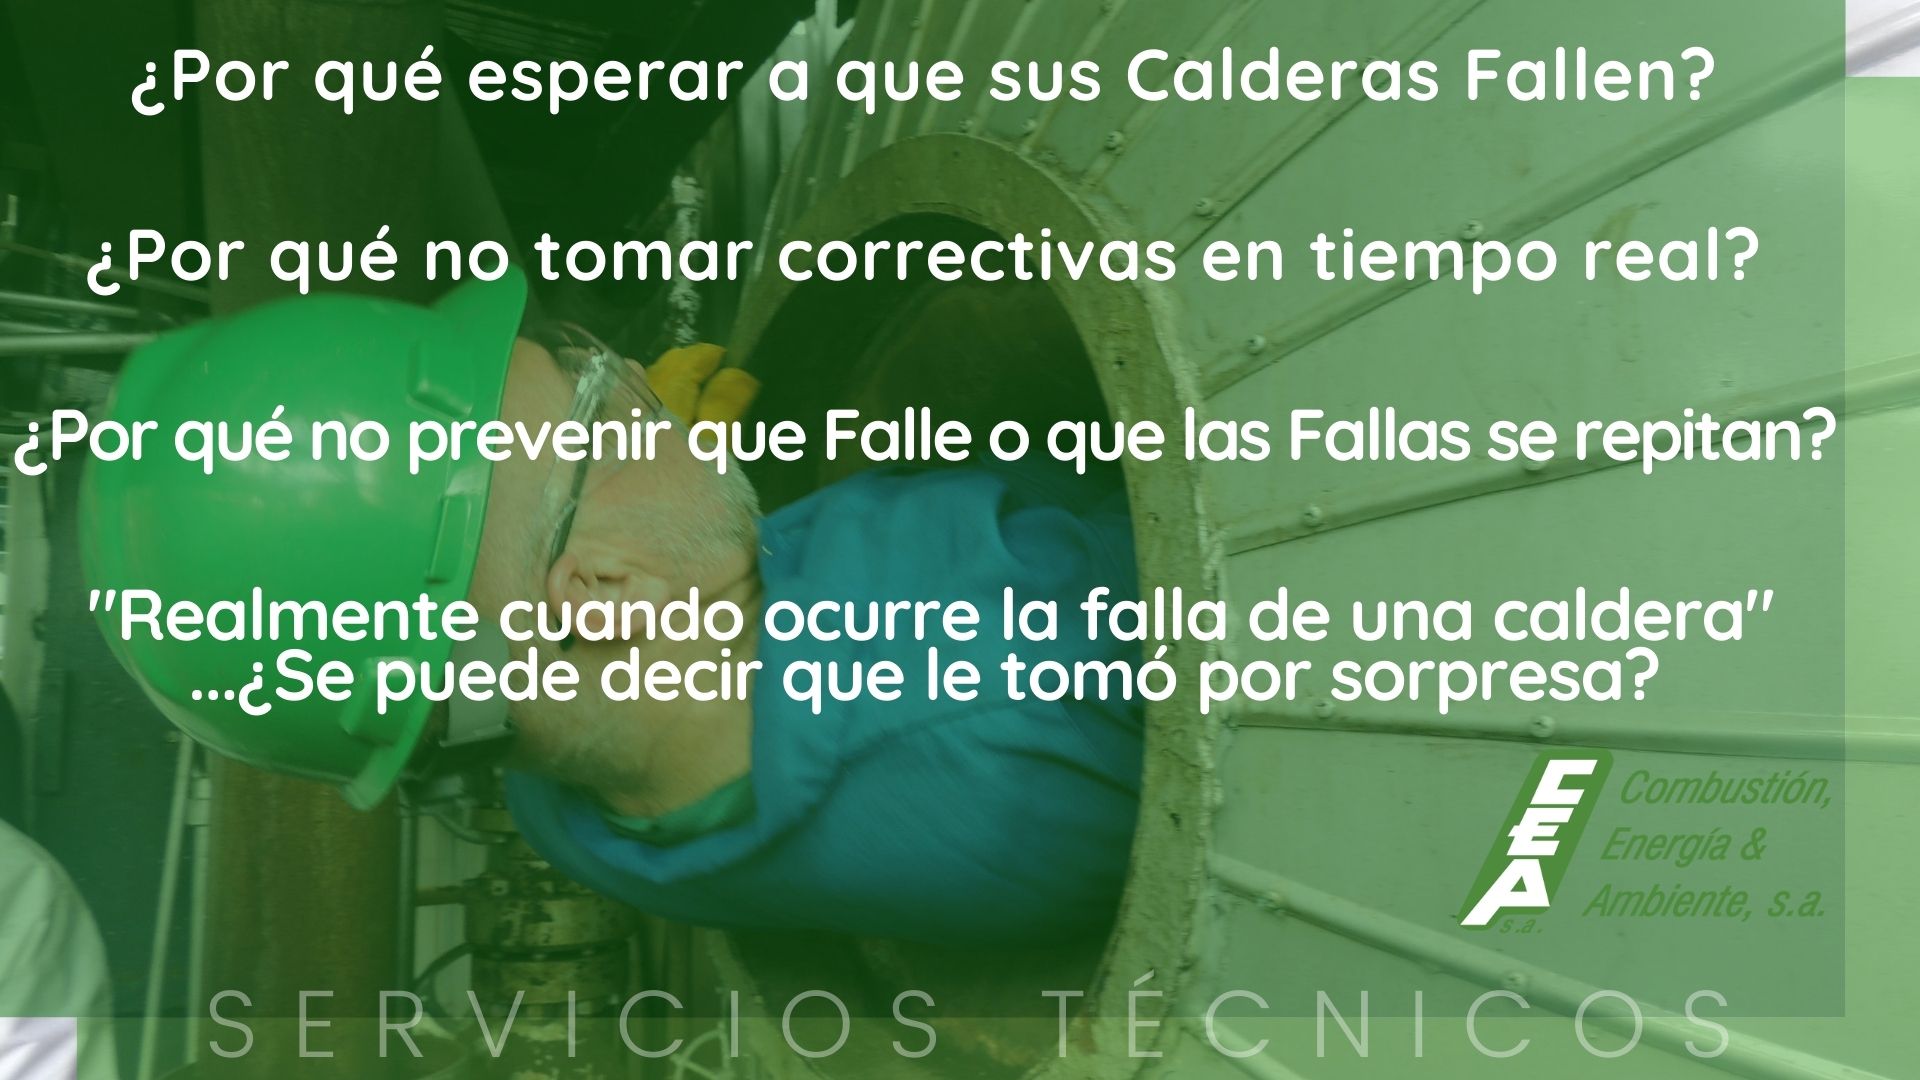 ¿Por qué esperar a que sus Calderas Fallen?
¿Por qué no tomar correctivas en tiempo real?
¿Por qué no prevenir que Falle o que las Fallas se repitan?
"Realmente cuando ocurre la falla de una caldera"
...¿Se puede decir que le tomó por sorpresa?
CEA
s.a.
Combustión,
Energía &
Ambiente, s.a.
SERVICIOS TÉCNICOS